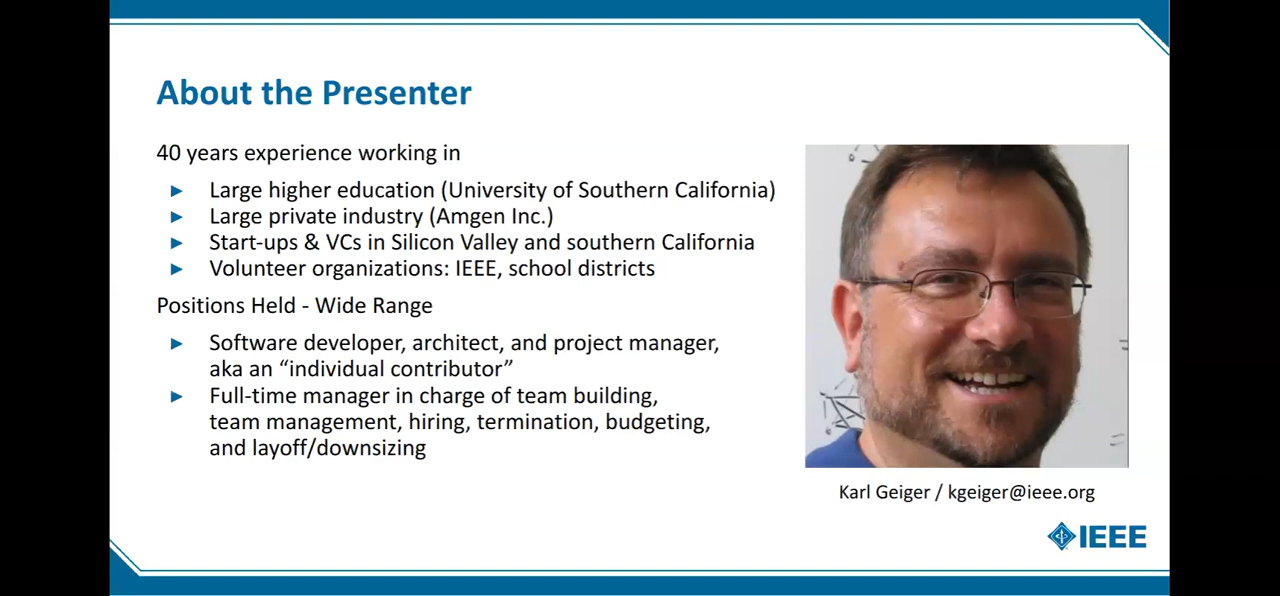 About the Presenter
40 years experience working in
► Large higher education (University of Southern California)
► Large private industry (Amgen Inc.)
► Start-ups & VCs in Silicon Valley and southern California
► Volunteer organizations: IEEE, school districts
Positions Held - Wide Range
► Software developer, architect, and project manager,
aka an “individual contributor”
► Full-time manager in charge of team building,
team management, hiring, termination, budgeting,
and layoff/downsizing
Karl Geiger / kgeiger@ieee.org
IEEE